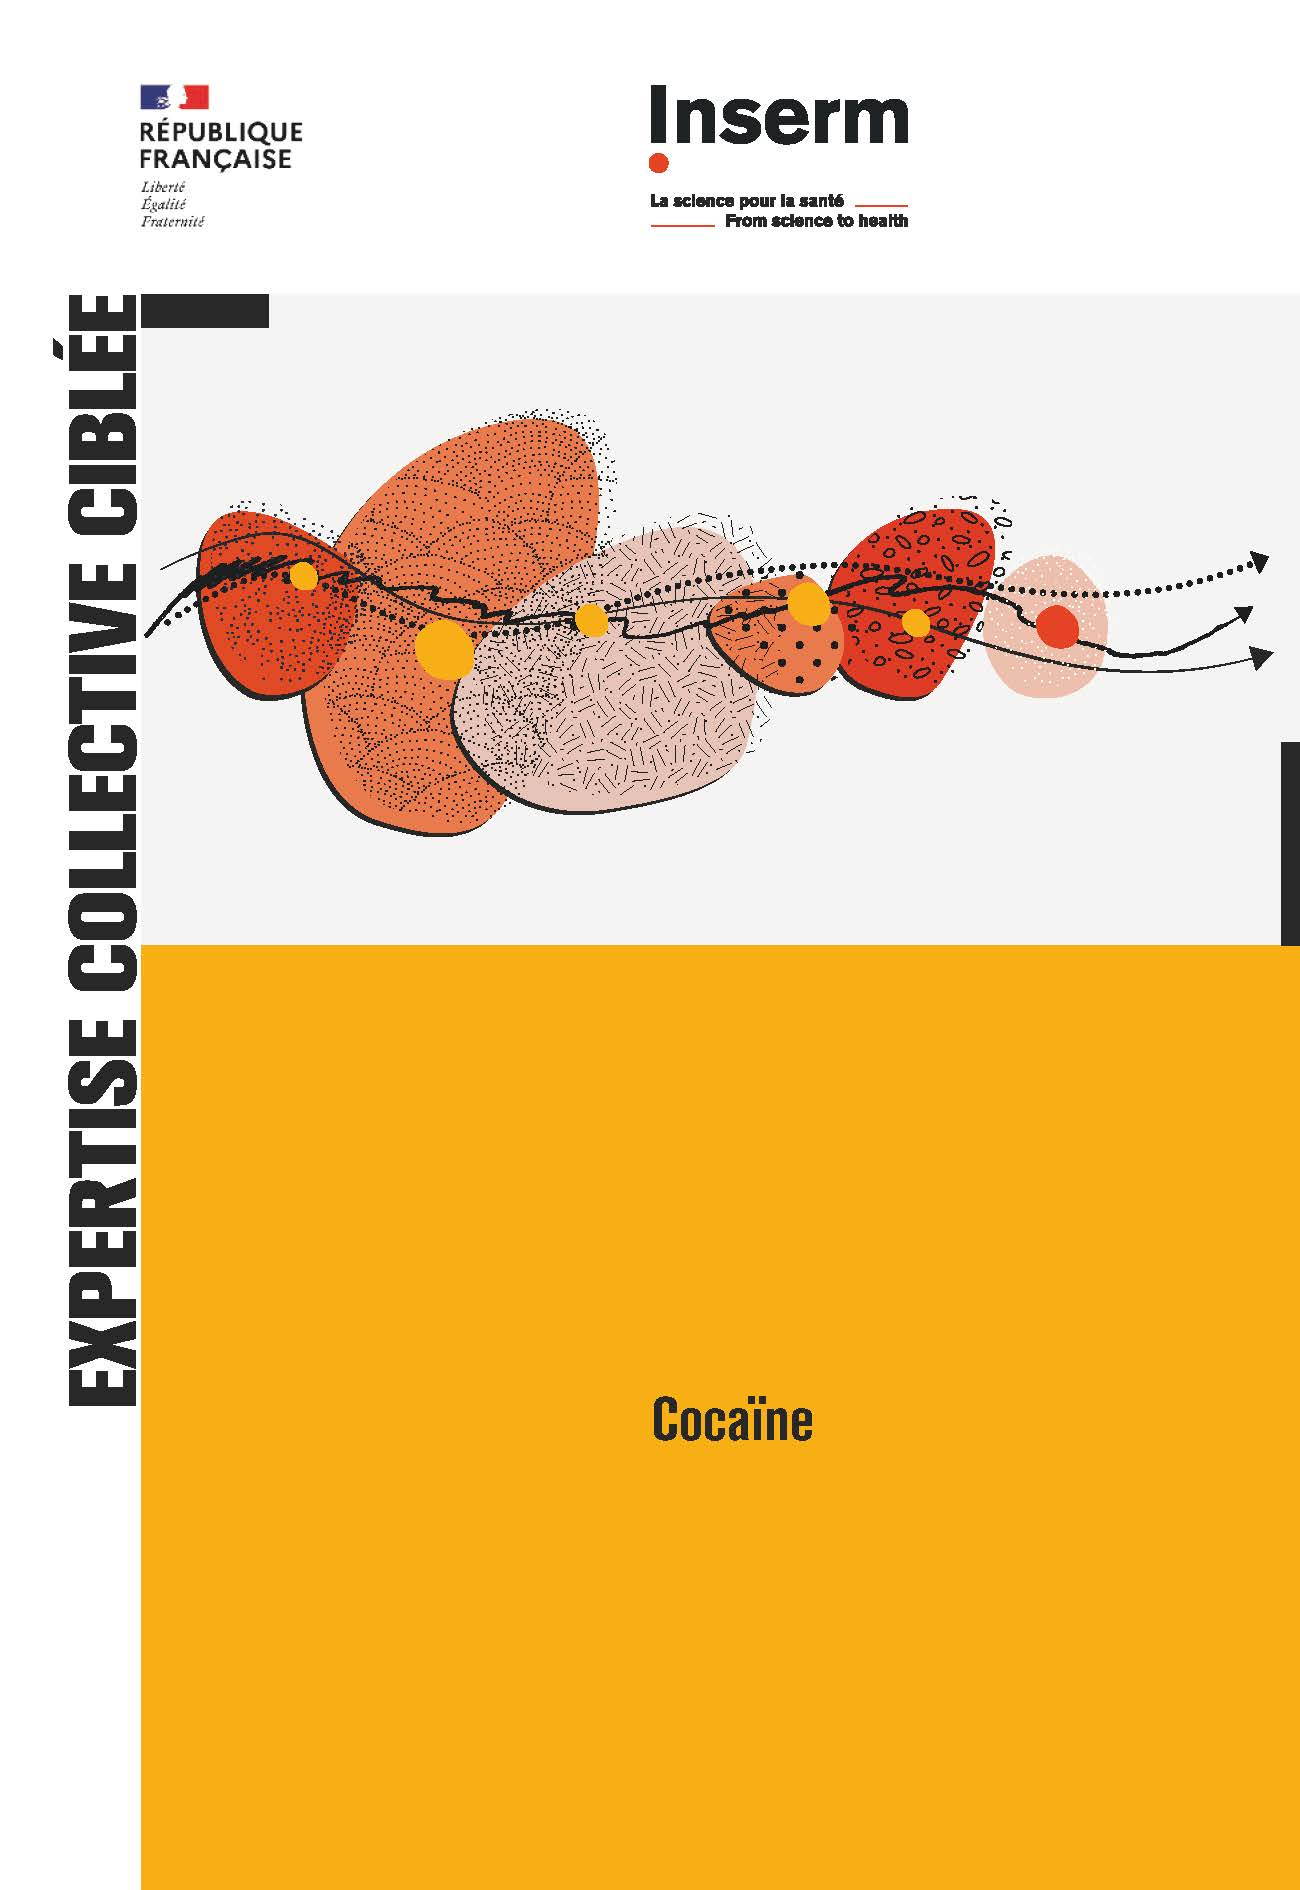 RÉPUBLIQUE
FRANÇAISE
Liberté
Égalité
Fraternité
Inserm
La science pour la santé
From science to health
EXPERTISE COLLECTIVE CIBLÉE
Cocaïne